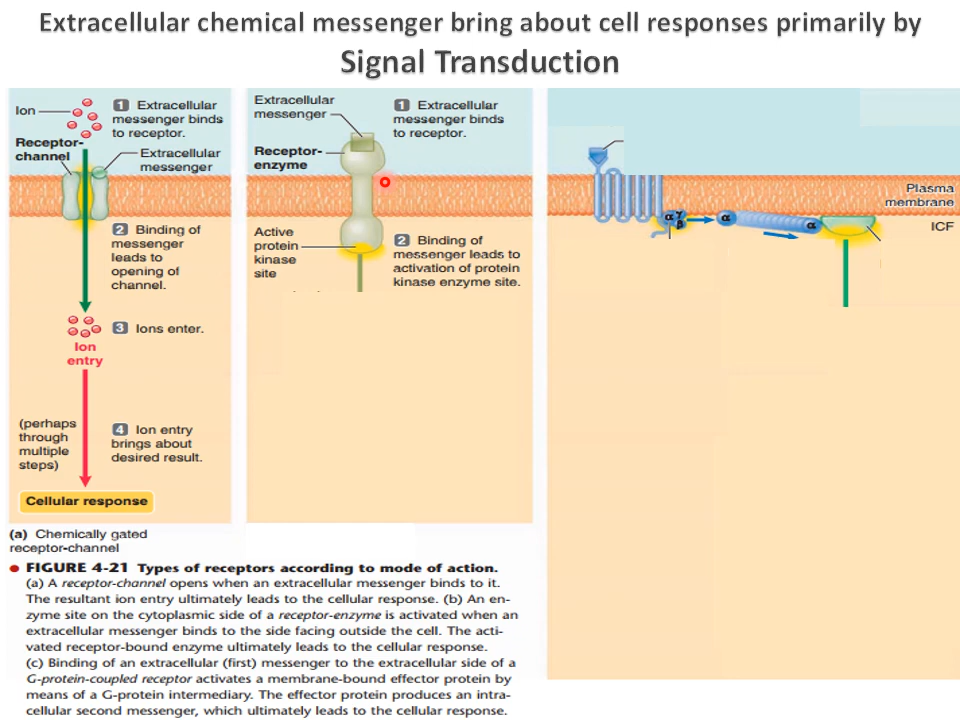 Extracellular chemical messenger bring about cell responses primarily by
Signal Transduction
Ion
1 Extracellular
messenger binds
to receptor.
Receptor-
channel
Extracellular
messenger
2 Binding of
messenger
leads to
opening of
channel.
3 Ions enter.
Ion
entry
(perhaps
through
multiple
steps)
4 Ion entry
brings about
desired result.
Cellular response
(a) Chemically gated
receptor-channel
Extracellular
messenger
1 Extracellular
messenger binds
to receptor.
Receptor-
enzyme
Active
protein
kinase
site
2 Binding of
messenger leads to
activation of protein
kinase enzyme site.
Plasma
membrane
ICF
α γ
β
α
α
● FIGURE 4-21 Types of receptors according to mode of action.
(a) A receptor-channel opens when an extracellular messenger binds to it.
The resultant ion entry ultimately leads to the cellular response. (b) An en-
zyme site on the cytoplasmic side of a receptor-enzyme is activated when an
extracellular messenger binds to the side facing outside the cell. The acti-
vated receptor-bound enzyme ultimately leads to the cellular response.
(c) Binding of an extracellular (first) messenger to the extracellular side of a
G-protein-coupled receptor activates a membrane-bound effector protein by
means of a G-protein intermediary. The effector protein produces an intra-
cellular second messenger, which ultimately leads to the cellular response.